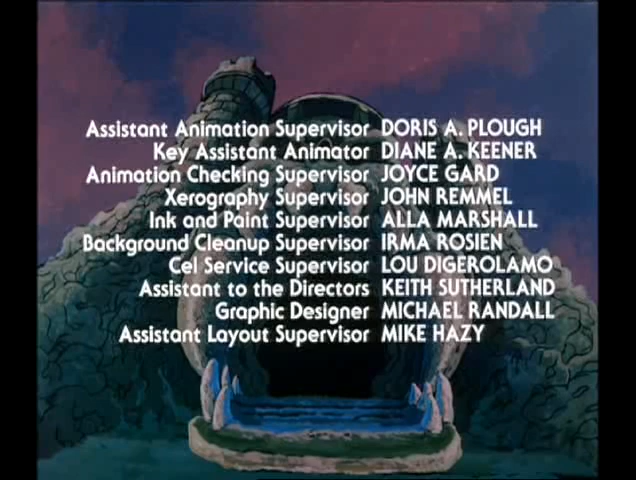 Assistant Animation Supervisor DORIS A. PLOUGH
Key Assistant Animator DIANE A. KEENER
Animation Checking Supervisor JOYCE GARD
Xerography Supervisor JOHN REMMEL
Ink and Paint Supervisor ALLA MARSHALL
Background Cleanup Supervisor IRMA ROSIEN
Cel Service Supervisor LOU DIGEROLAMO
Assistant to the Directors KEITH SUTHERLAND
Graphic Designer MICHAEL RANDALL
Assistant Layout Supervisor MIKE HAZY